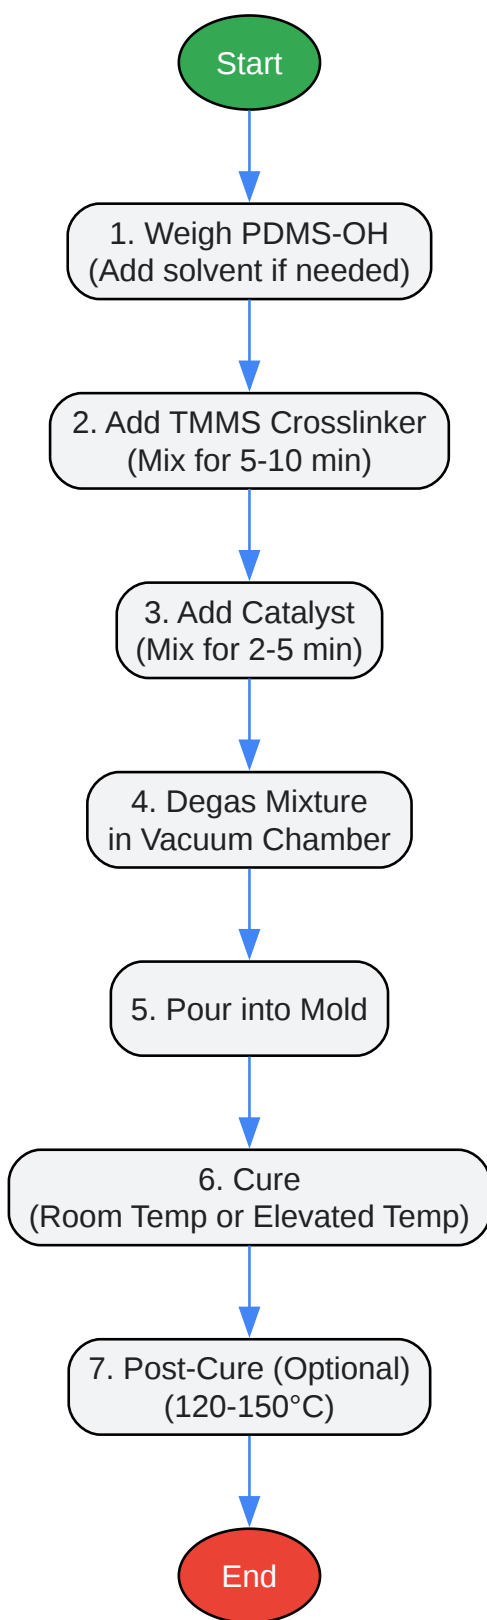 Start
1. Weigh PDMS-OH
(Add solvent if needed)
2. Add TMMS Crosslinker
(Mix for 5-10 min)
3. Add Catalyst
(Mix for 2-5 min)
4. Degas Mixture
in Vacuum Chamber
5. Pour into Mold
6. Cure
(Room Temp or Elevated Temp)
7. Post-Cure (Optional)
(120-150°C)
End